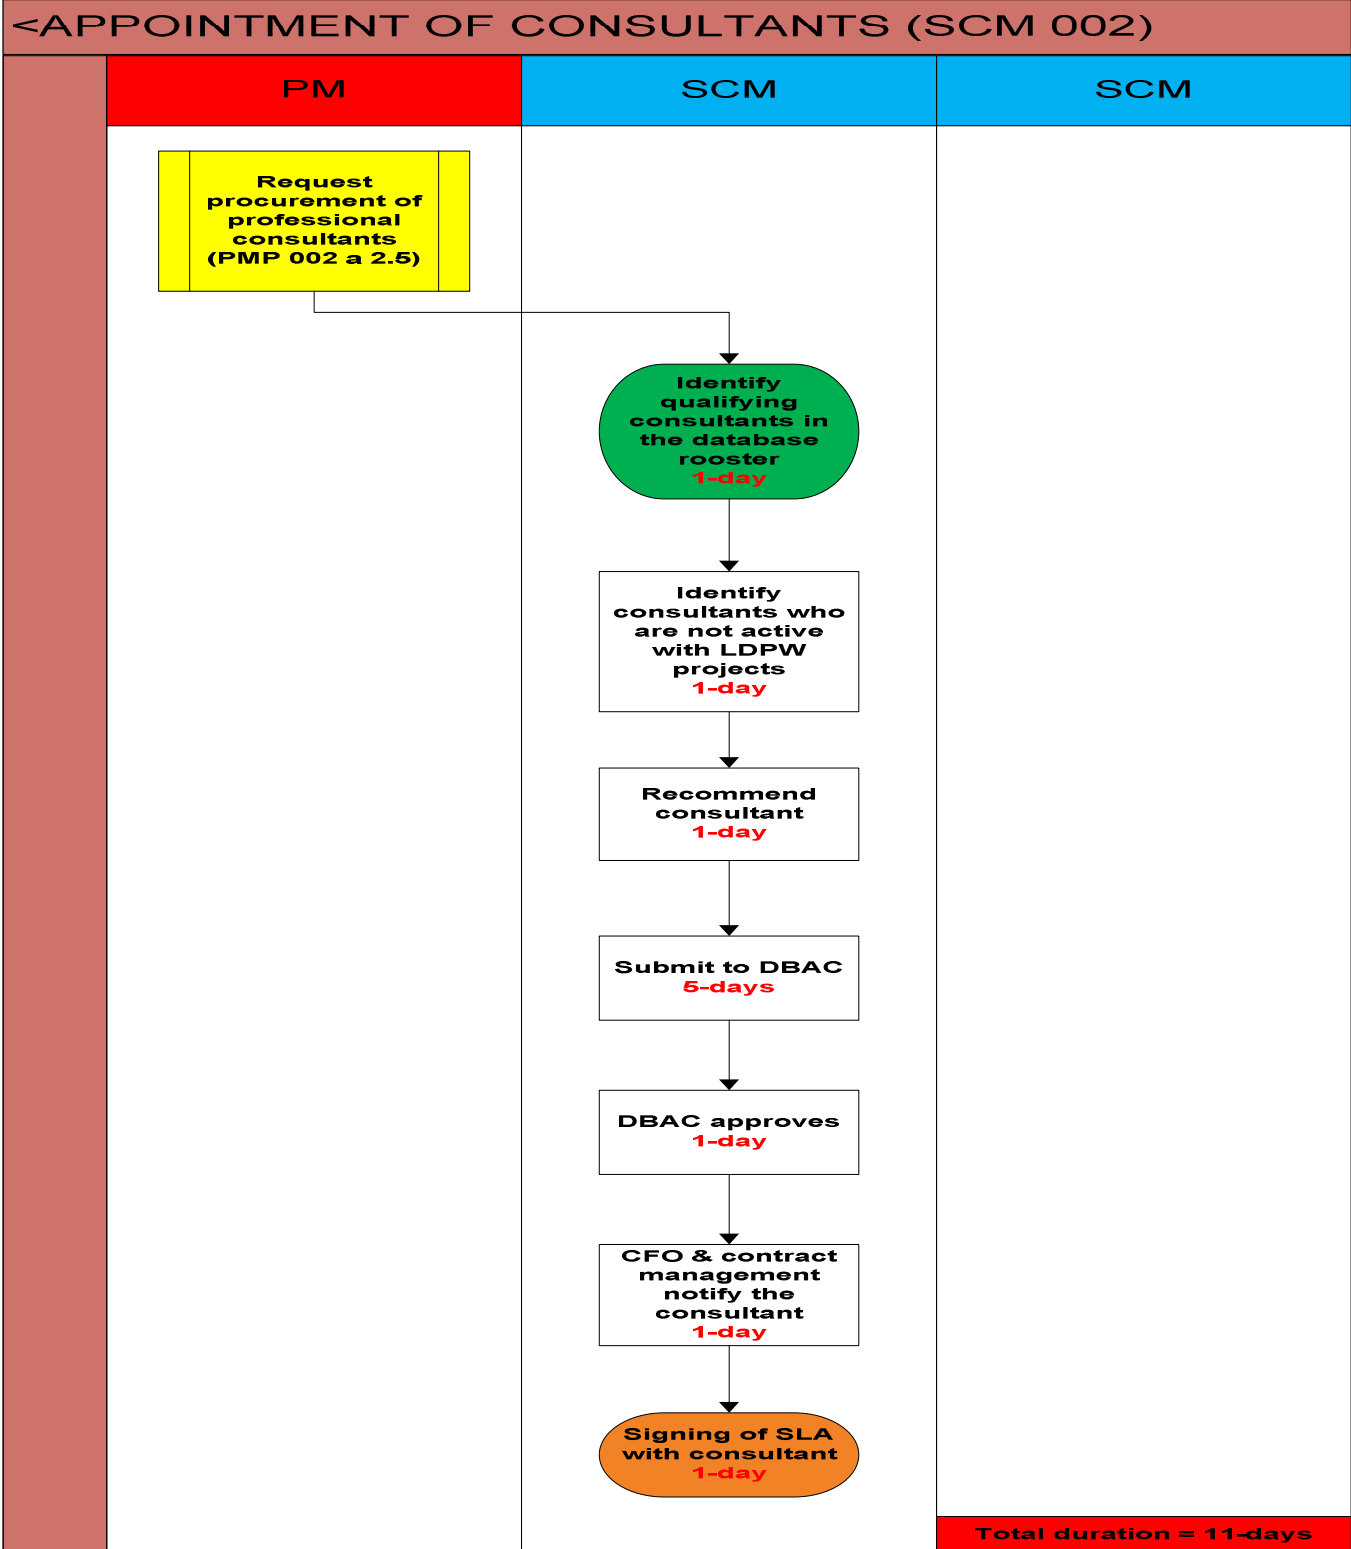 <APPOINTMENT OF CONSULTANTS (SCM 002)
PM
SCM
SCM
Request
procurement of
professional
consultants
(PMP 002 a 2.5)
Identify
qualifying
consultants in
the database
rooster
1-day
Identify
consultants who
are not active
with LDPW
projects
1-day
Recommend
consultant
1-day
Submit to DBAC
5-days
DBAC approves
1-day
CFO & contract
management
notify the
consultant
1-day
Signing of SLA
with consultant
1-day
Total duration = 11-days